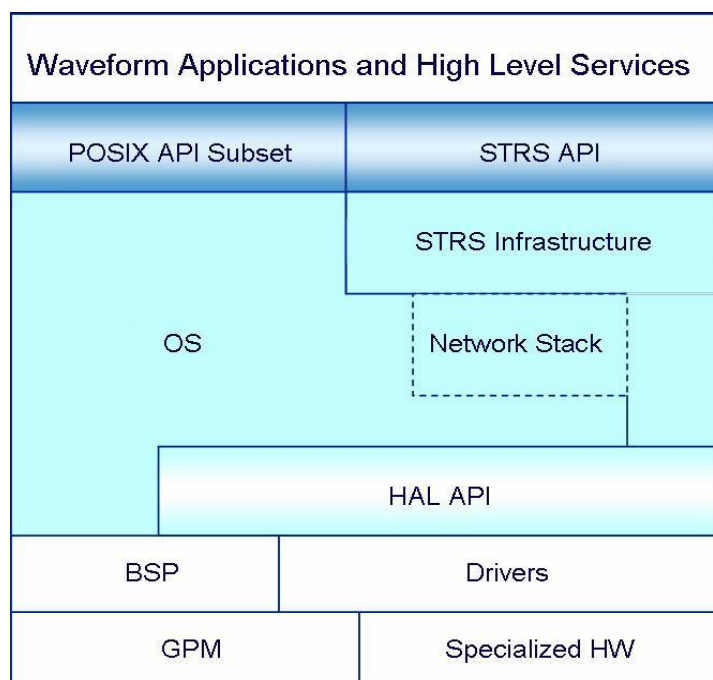 Waveform Applications and High Level Services
POSIX API Subset
STRS API
STRS Infrastructure
OS
Network Stack
HAL API
BSP
Drivers
GPM
Specialized HW